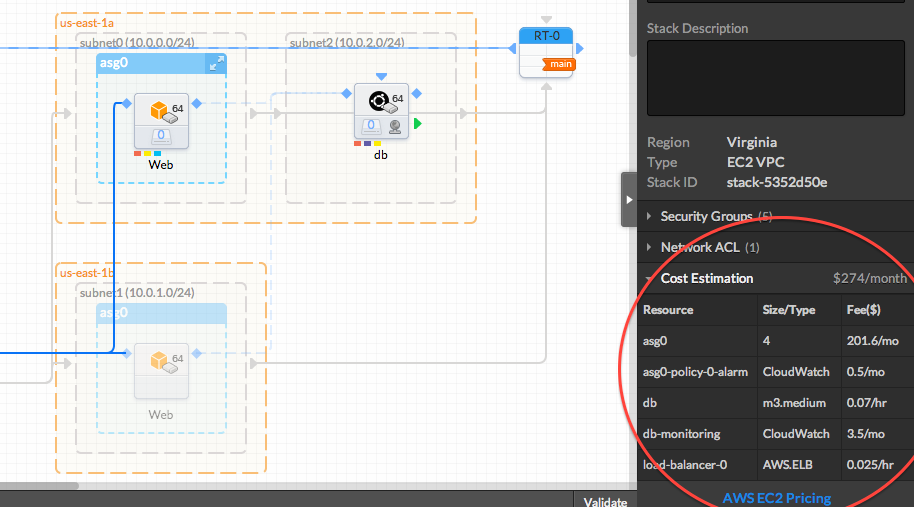 us-east-1a
subnet0 (10.0.0.0/24)
subnet2 (10.0.2.0/24)
asg0
64
0
Web
64
0
db
RT-0
main
us-east-1b
subnet1 (10.0.1.0/24)
asg0
64
Web
Stack Description
Region Virginia
Type EC2 VPC
Stack ID stack-5352d50e
Security Groups (5)
Network ACL (1)
Cost Estimation $274/month
Resource Size/Type Fee($)
asg0 4 201.6/mo
asg0-policy-0-alarm CloudWatch 0.5/mo
db m3.medium 0.07/hr
db-monitoring CloudWatch 3.5/mo
load-balancer-0 AWS.ELB 0.025/hr
AWS EC2 Pricing
Validate